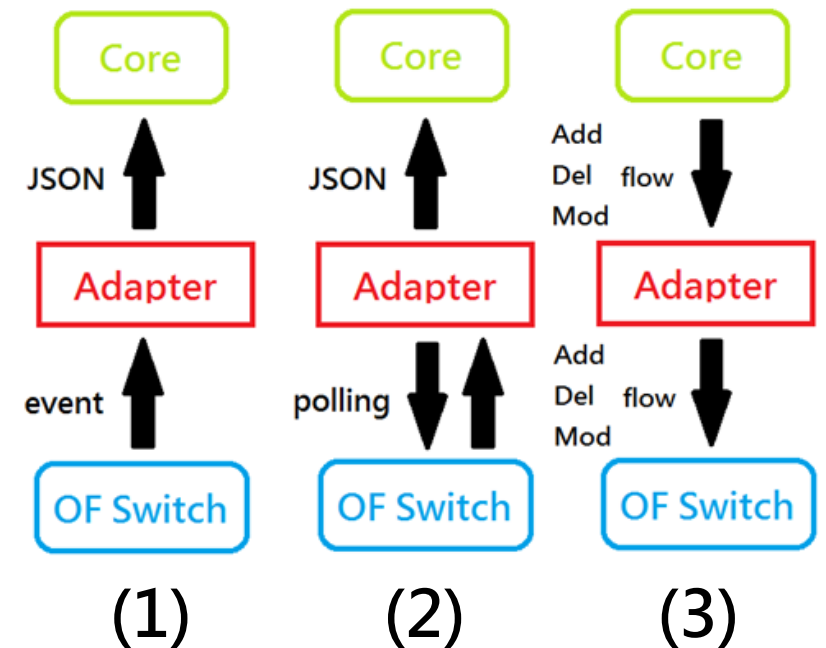 Core
JSON
Adapter
event
OF Switch
(1)
Core
JSON
Adapter
polling
OF Switch
(2)
Core
Add
Del flow
Mod
Adapter
Add
Del flow
Mod
OF Switch
(3)